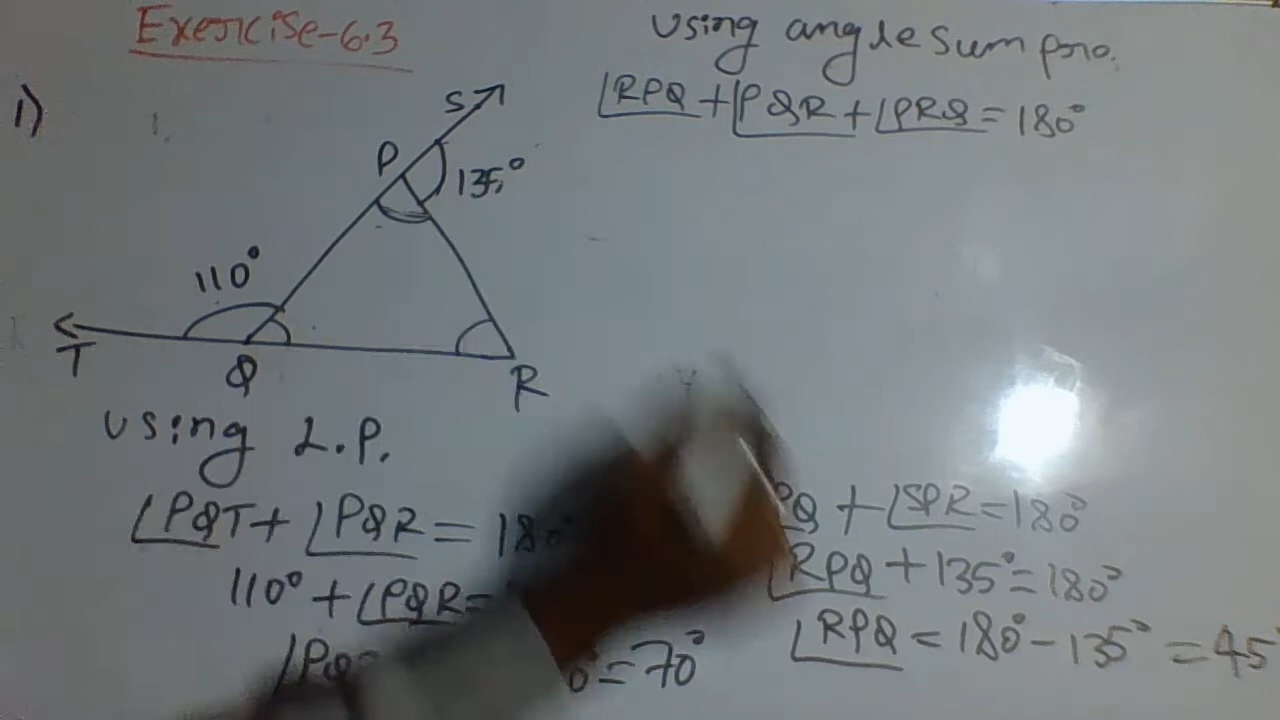 Exercise-6.3
1)
S
P
135°
110°
T
Q
R
Using L.P.
∠PQT + ∠PQR = 180°
110° + ∠PQR =
= 70°
Using angle sum pro.
∠RPQ + ∠PQR + ∠PRQ = 180°
+ ∠SPR = 180°
∠RPQ + 135° = 180°
∠RPQ = 180° - 135° = 45°